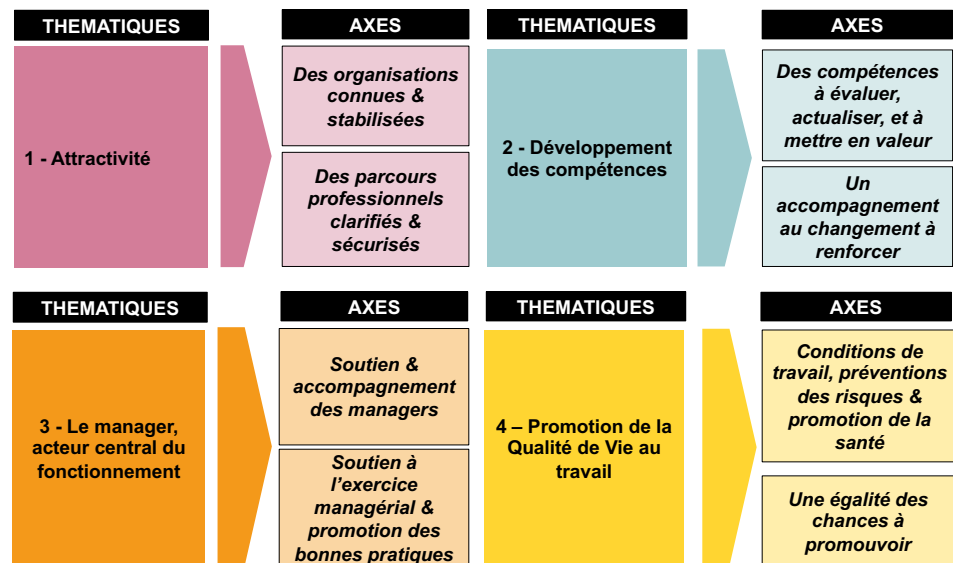 THEMATIQUES
AXES
1 - Attractivité
Des organisations
connues &
stabilisées
Des parcours
professionnels
clarifiés &
sécurisés
THEMATIQUES
AXES
2 - Développement
des compétences
Des compétences
à évaluer,
actualiser, et à
mettre en valeur
Un
accompagnement
au changement à
renforcer
THEMATIQUES
AXES
3 - Le manager,
acteur central du
fonctionnement
Soutien &
accompagnement
des managers
Soutien à
l’exercice
managérial &
promotion des
bonnes pratiques
THEMATIQUES
AXES
4 – Promotion de la
Qualité de Vie au
travail
Conditions de
travail, préventions
des risques &
promotion de la
santé
Une égalité des
chances à
promouvoir